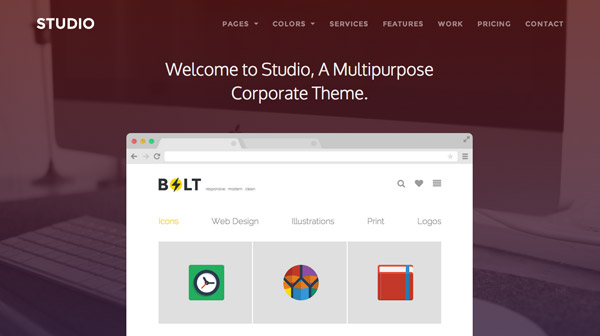 STUDIO
PAGES COLORS SERVICES FEATURES WORK PRICING CONTACT
Welcome to Studio, A Multipurpose
Corporate Theme.
BOLT responsive modern clean
Icons Web Design Illustrations Print Logos